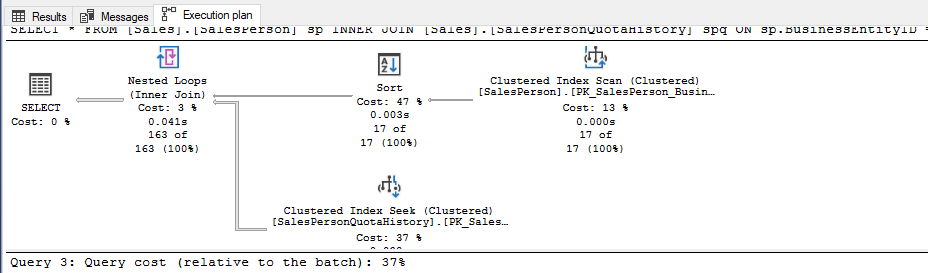 Results Messages Execution plan
SELECT * FROM [Sales].[SalesPerson] sp INNER JOIN [Sales].[SalesPersonQuotaHistory] spq ON sp.BusinessEntityID =
Nested Loops
(Inner Join)
Cost: 3 %
0.041s
163 of
163 (100%)
SELECT
Cost: 0 %
Sort
Cost: 47 %
0.003s
17 of
17 (100%)
Clustered Index Scan (Clustered)
[SalesPerson].[PK_SalesPerson_Busin…
Cost: 13 %
0.000s
17 of
17 (100%)
Clustered Index Seek (Clustered)
[SalesPersonQuotaHistory].[PK_Sales…
Cost: 37 %
Query 3: Query cost (relative to the batch): 37%